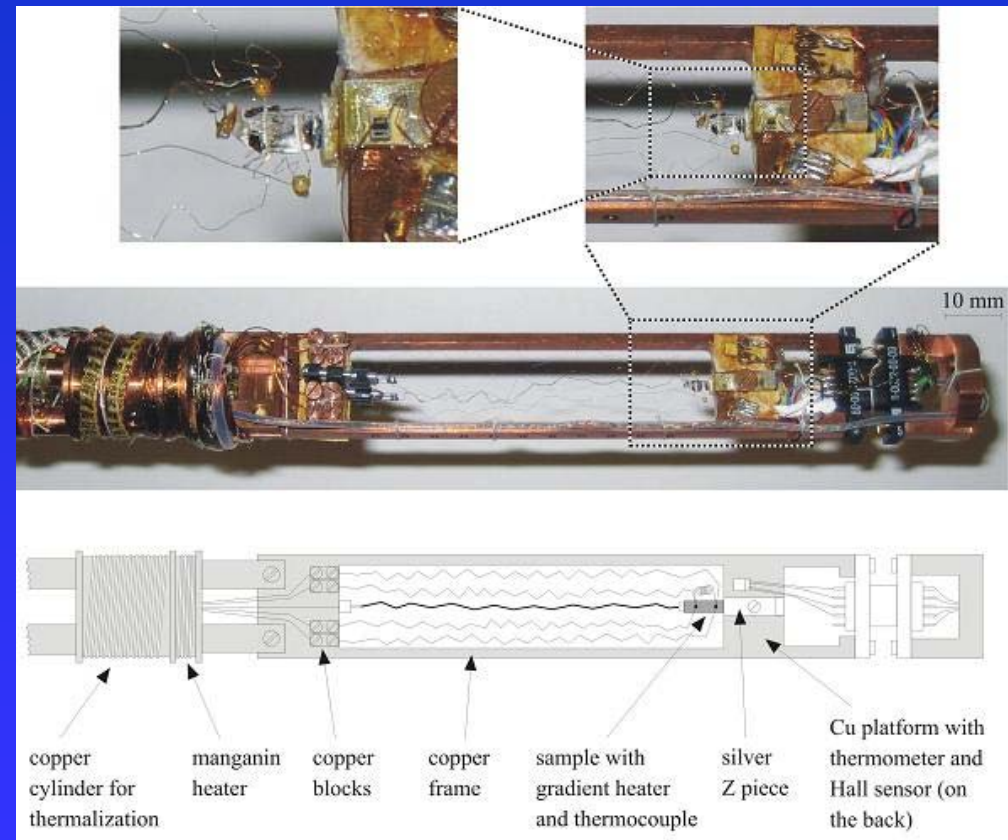 10 mm
copper
cylinder for
thermalization
manganin
heater
copper
blocks
copper
frame
sample with
gradient heater
and thermocouple
silver
Z piece
Cu platform with
thermometer and
Hall sensor (on
the back)